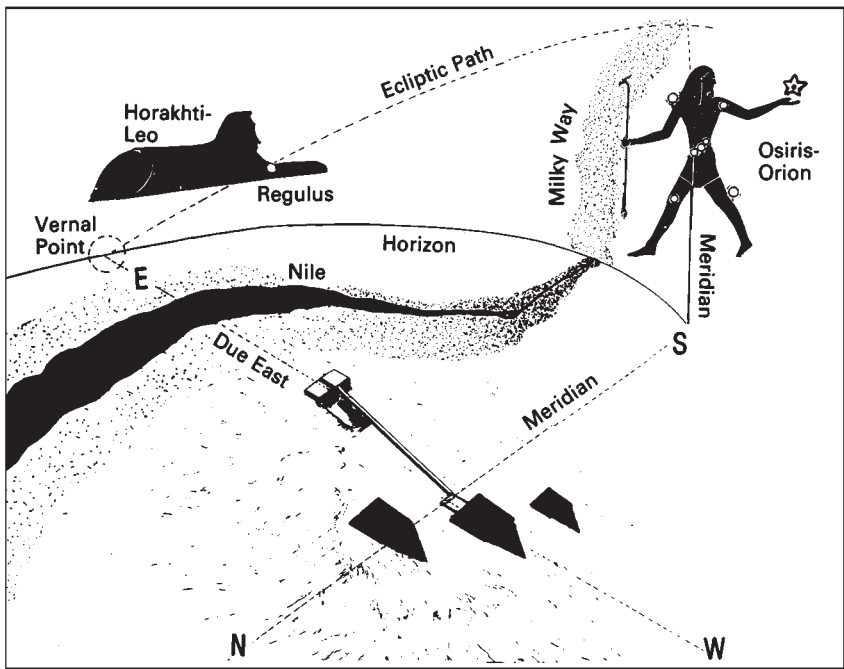 Ecliptic Path
Horakhti-
Leo
Regulus
Milky Way
Osiris-
Orion
Vernal
Point
Horizon
Meridian
E
Nile
Due East
S
Meridian
N
W